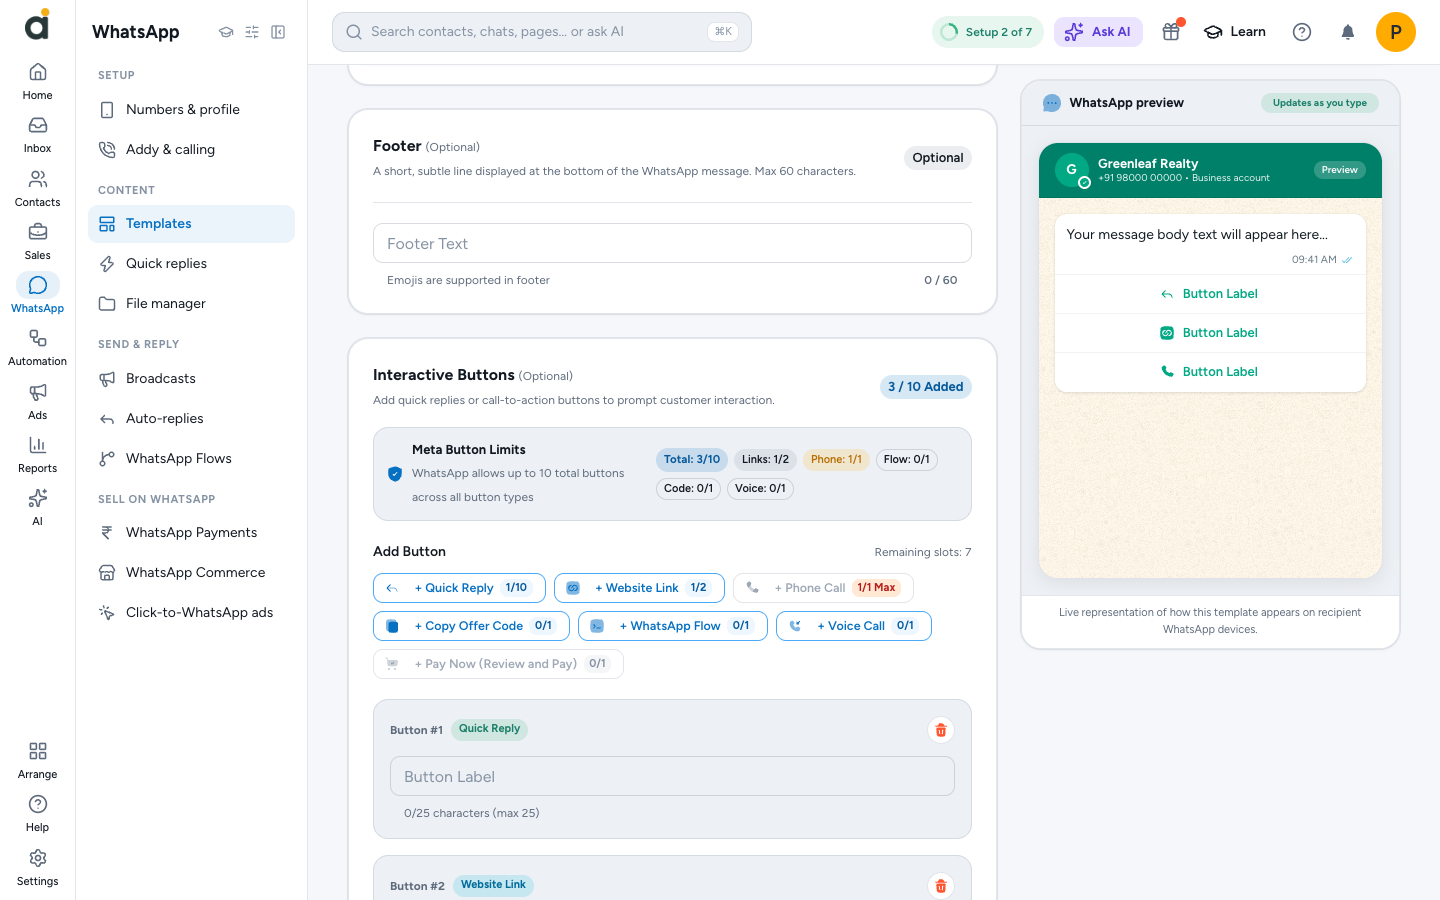 WhatsApp
Search contacts, chats, pages... or ask AI
⌘K
Setup 2 of 7
Ask AI
Learn
P
Home
Inbox
Contacts
Sales
WhatsApp
Automation
Ads
Reports
AI
Arrange
Help
Settings
SETUP
Numbers & profile
Addy & calling
CONTENT
Templates
Quick replies
File manager
SEND & REPLY
Broadcasts
Auto-replies
WhatsApp Flows
SELL ON WHATSAPP
WhatsApp Payments
WhatsApp Commerce
Click-to-WhatsApp ads
Footer (Optional)
A short, subtle line displayed at the bottom of the WhatsApp message. Max 60 characters.
Optional
Footer Text
Emojis are supported in footer
0 / 60
Interactive Buttons (Optional)
Add quick replies or call-to-action buttons to prompt customer interaction.
3 / 10 Added
Meta Button Limits
WhatsApp allows up to 10 total buttons
across all button types
Total: 3/10
Links: 1/2
Phone: 1/1
Flow: 0/1
Code: 0/1
Voice: 0/1
Add Button
Remaining slots: 7
+ Quick Reply 1/10
+ Website Link 1/2
+ Phone Call 1/1 Max
+ Copy Offer Code 0/1
+ WhatsApp Flow 0/1
+ Voice Call 0/1
+ Pay Now (Review and Pay) 0/1
Button #1 Quick Reply
Button Label
0/25 characters (max 25)
Button #2 Website Link
WhatsApp preview
Updates as you type
G
Greenleaf Realty
+91 98000 00000 • Business account
Preview
Your message body text will appear here...
09:41 AM
Button Label
Button Label
Button Label
Live representation of how this template appears on recipient
WhatsApp devices.